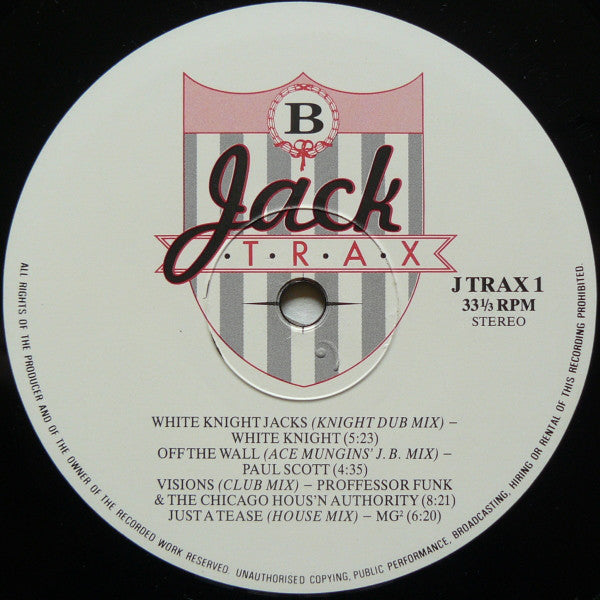 B
Jack
·T·R·A·X
J TRAX 1
33 1/3 RPM
STEREO
WHITE KNIGHT JACKS (KNIGHT DUB MIX) –
WHITE KNIGHT (5:23)
OFF THE WALL (ACE MUNGINS' J.B. MIX) –
PAUL SCOTT (4:35)
VISIONS (CLUB MIX) – PROFFESSOR FUNK
& THE CHICAGO HOUS'N AUTHORITY (8:21)
JUST A TEASE (HOUSE MIX) – MG² (6:20)
ALL RIGHTS OF THE PRODUCER AND OF THE OWNER OF THE RECORDED WORK RESERVED. UNAUTHORISED COPYING, PUBLIC PERFORMANCE, BROADCASTING, HIRING OR RENTAL OF THIS RECORDING PROHIBITED.